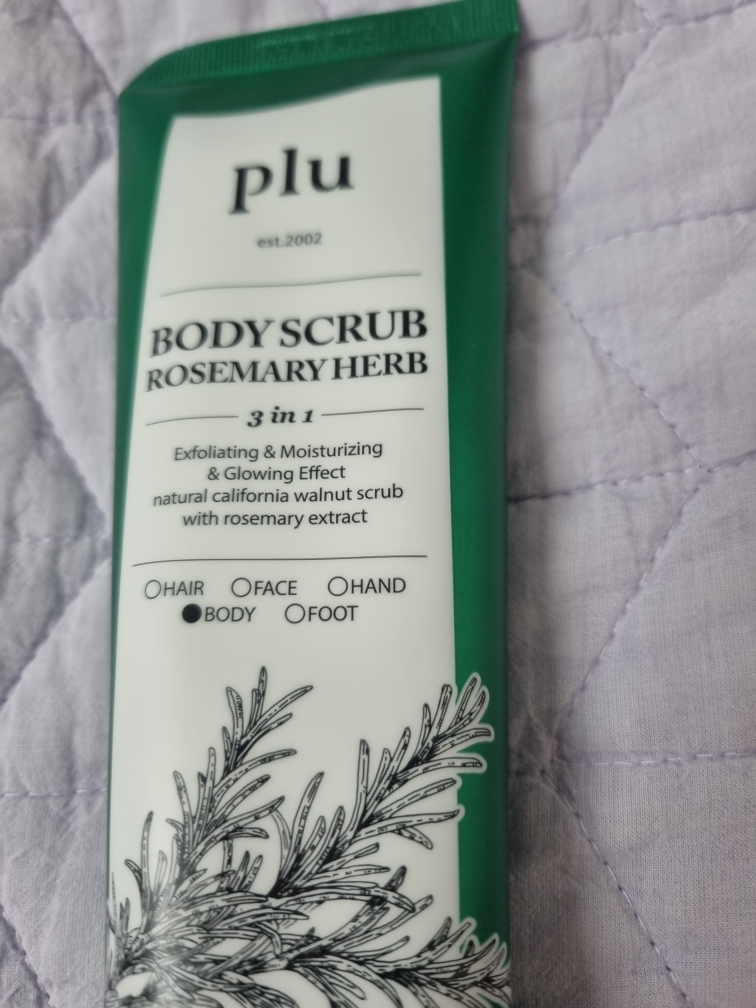 plu
est.2002
BODY SCRUB
ROSEMARY HERB
3 in 1
Exfoliating & Moisturizing
& Glowing Effect
natural california walnut scrub
with rosemary extract
HAIR FACE HAND
BODY FOOT